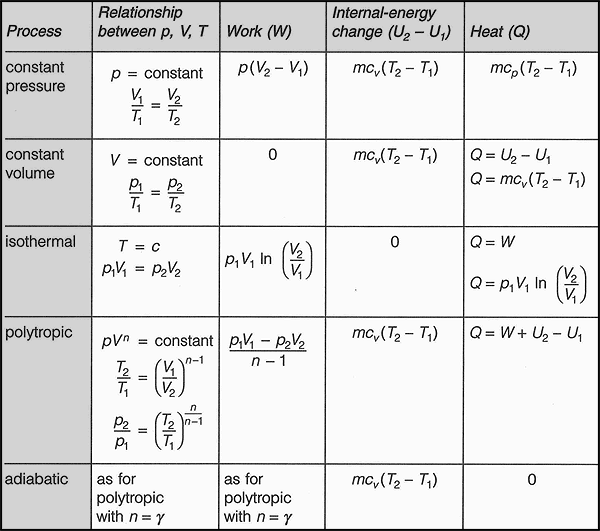 Process | Relationship between p, V, T | Work (W) | Internal-energy change (U₂ – U₁) | Heat (Q)
constant pressure | p = constant | p(V₂ – V₁) | mcᵥ(T₂ – T₁) | mcₚ(T₂ – T₁)
V₁/T₁ = V₂/T₂
constant volume | V = constant | 0 | mcᵥ(T₂ – T₁) | Q = U₂ – U₁
p₁/T₁ = p₂/T₂ | Q = mcᵥ(T₂ – T₁)
isothermal | T = c | p₁V₁ ln (V₂/V₁) | 0 | Q = W
p₁V₁ = p₂V₂ | Q = p₁V₁ ln (V₂/V₁)
polytropic | pVⁿ = constant | (p₁V₁ – p₂V₂)/(n – 1) | mcᵥ(T₂ – T₁) | Q = W + U₂ – U₁
T₂/T₁ = (V₁/V₂)^(n–1)
p₂/p₁ = (T₂/T₁)^(n/(n–1))
adiabatic | as for polytropic with n = γ | as for polytropic with n = γ | mcᵥ(T₂ – T₁) | 0